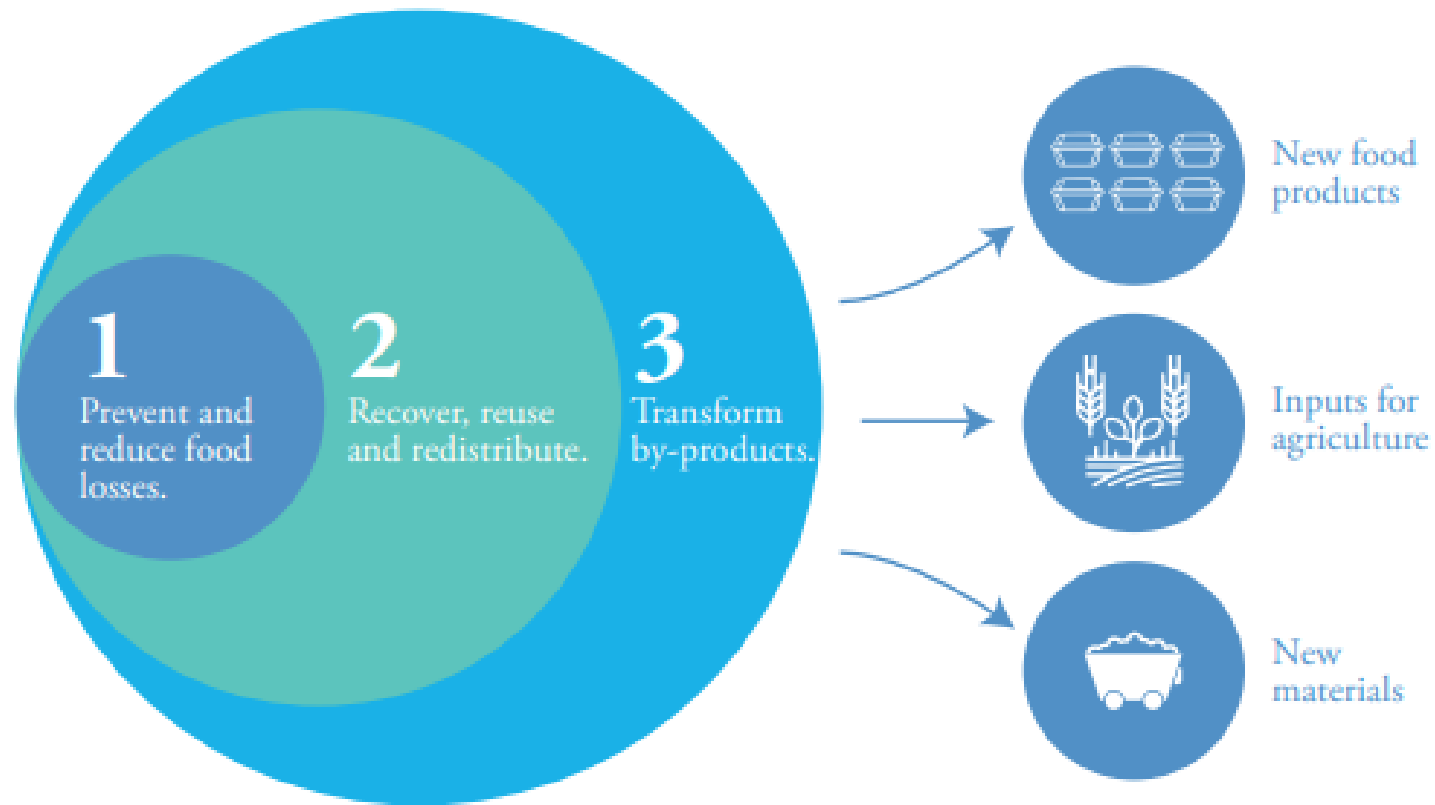 1
Prevent and
reduce food
losses.
2
Recover, reuse
and redistribute.
3
Transform
by-products.
New food
products
Inputs for
agriculture
New
materials